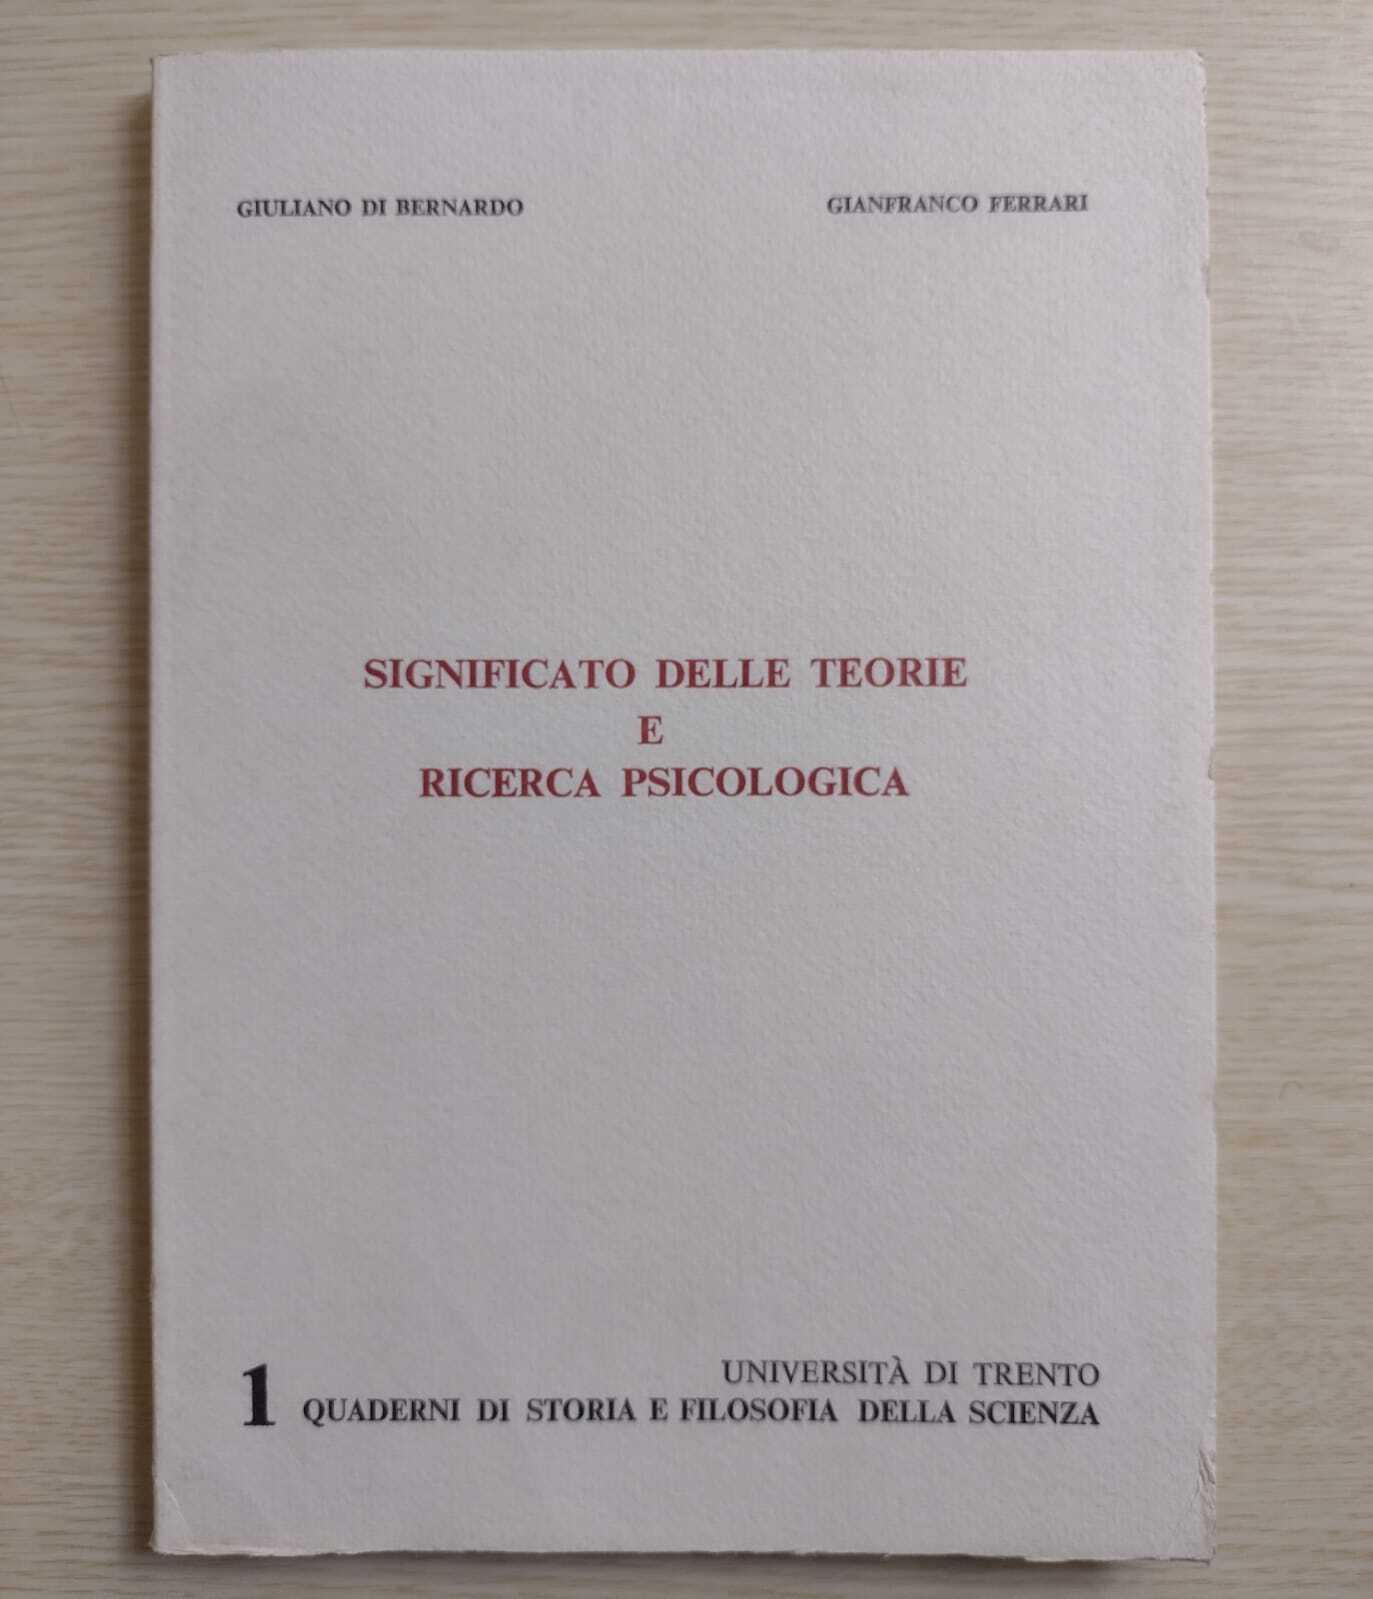 GIULIANO DI BERNARDO
GIANFRANCO FERRARI
SIGNIFICATO DELLE TEORIE
E
RICERCA PSICOLOGICA
UNIVERSITÀ DI TRENTO
1 QUADERNI DI STORIA E FILOSOFIA DELLA SCIENZA